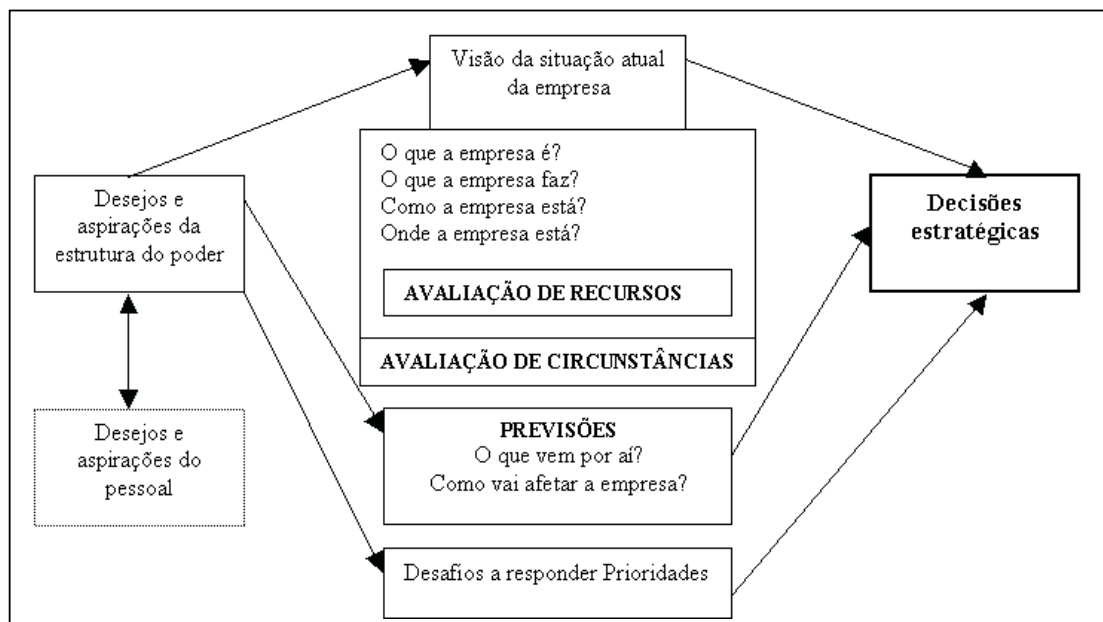 Visão da situação atual
da empresa
O que a empresa é?
O que a empresa faz?
Como a empresa está?
Onde a empresa está?
AVALIAÇÃO DE RECURSOS
AVALIAÇÃO DE CIRCUNSTÂNCIAS
Desejos e
aspirações da
estrutura do poder
Desejos e
aspirações do
pessoal
PREVISÕES
O que vem por aí?
Como vai afetar a empresa?
Desafios a responder Prioridades
Decisões
estratégicas